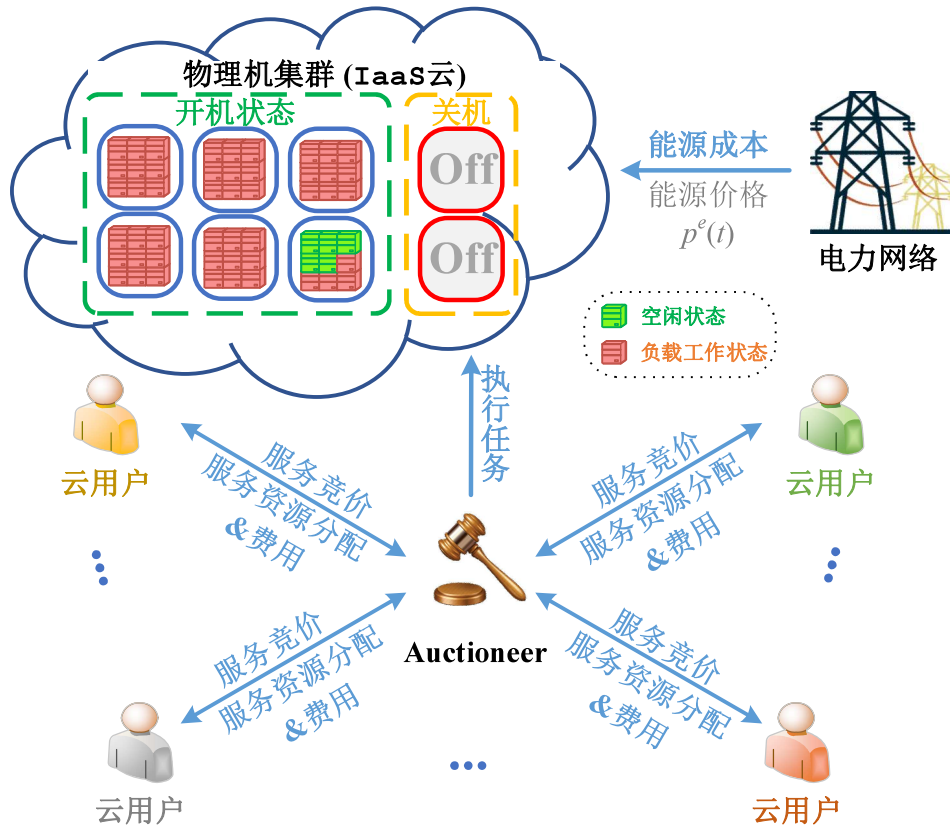 物理机集群 (IaaS云)
开机状态
关机
Off
Off
能源成本
能源价格
pᵉ(t)
电力网络
空闲状态
负载工作状态
执行任务
云用户
服务竞价
服务资源分配
&费用
云用户
服务竞价
服务资源分配
&费用
Auctioneer
云用户
服务竞价
服务资源分配
&费用
云用户
服务竞价
服务资源分配
&费用